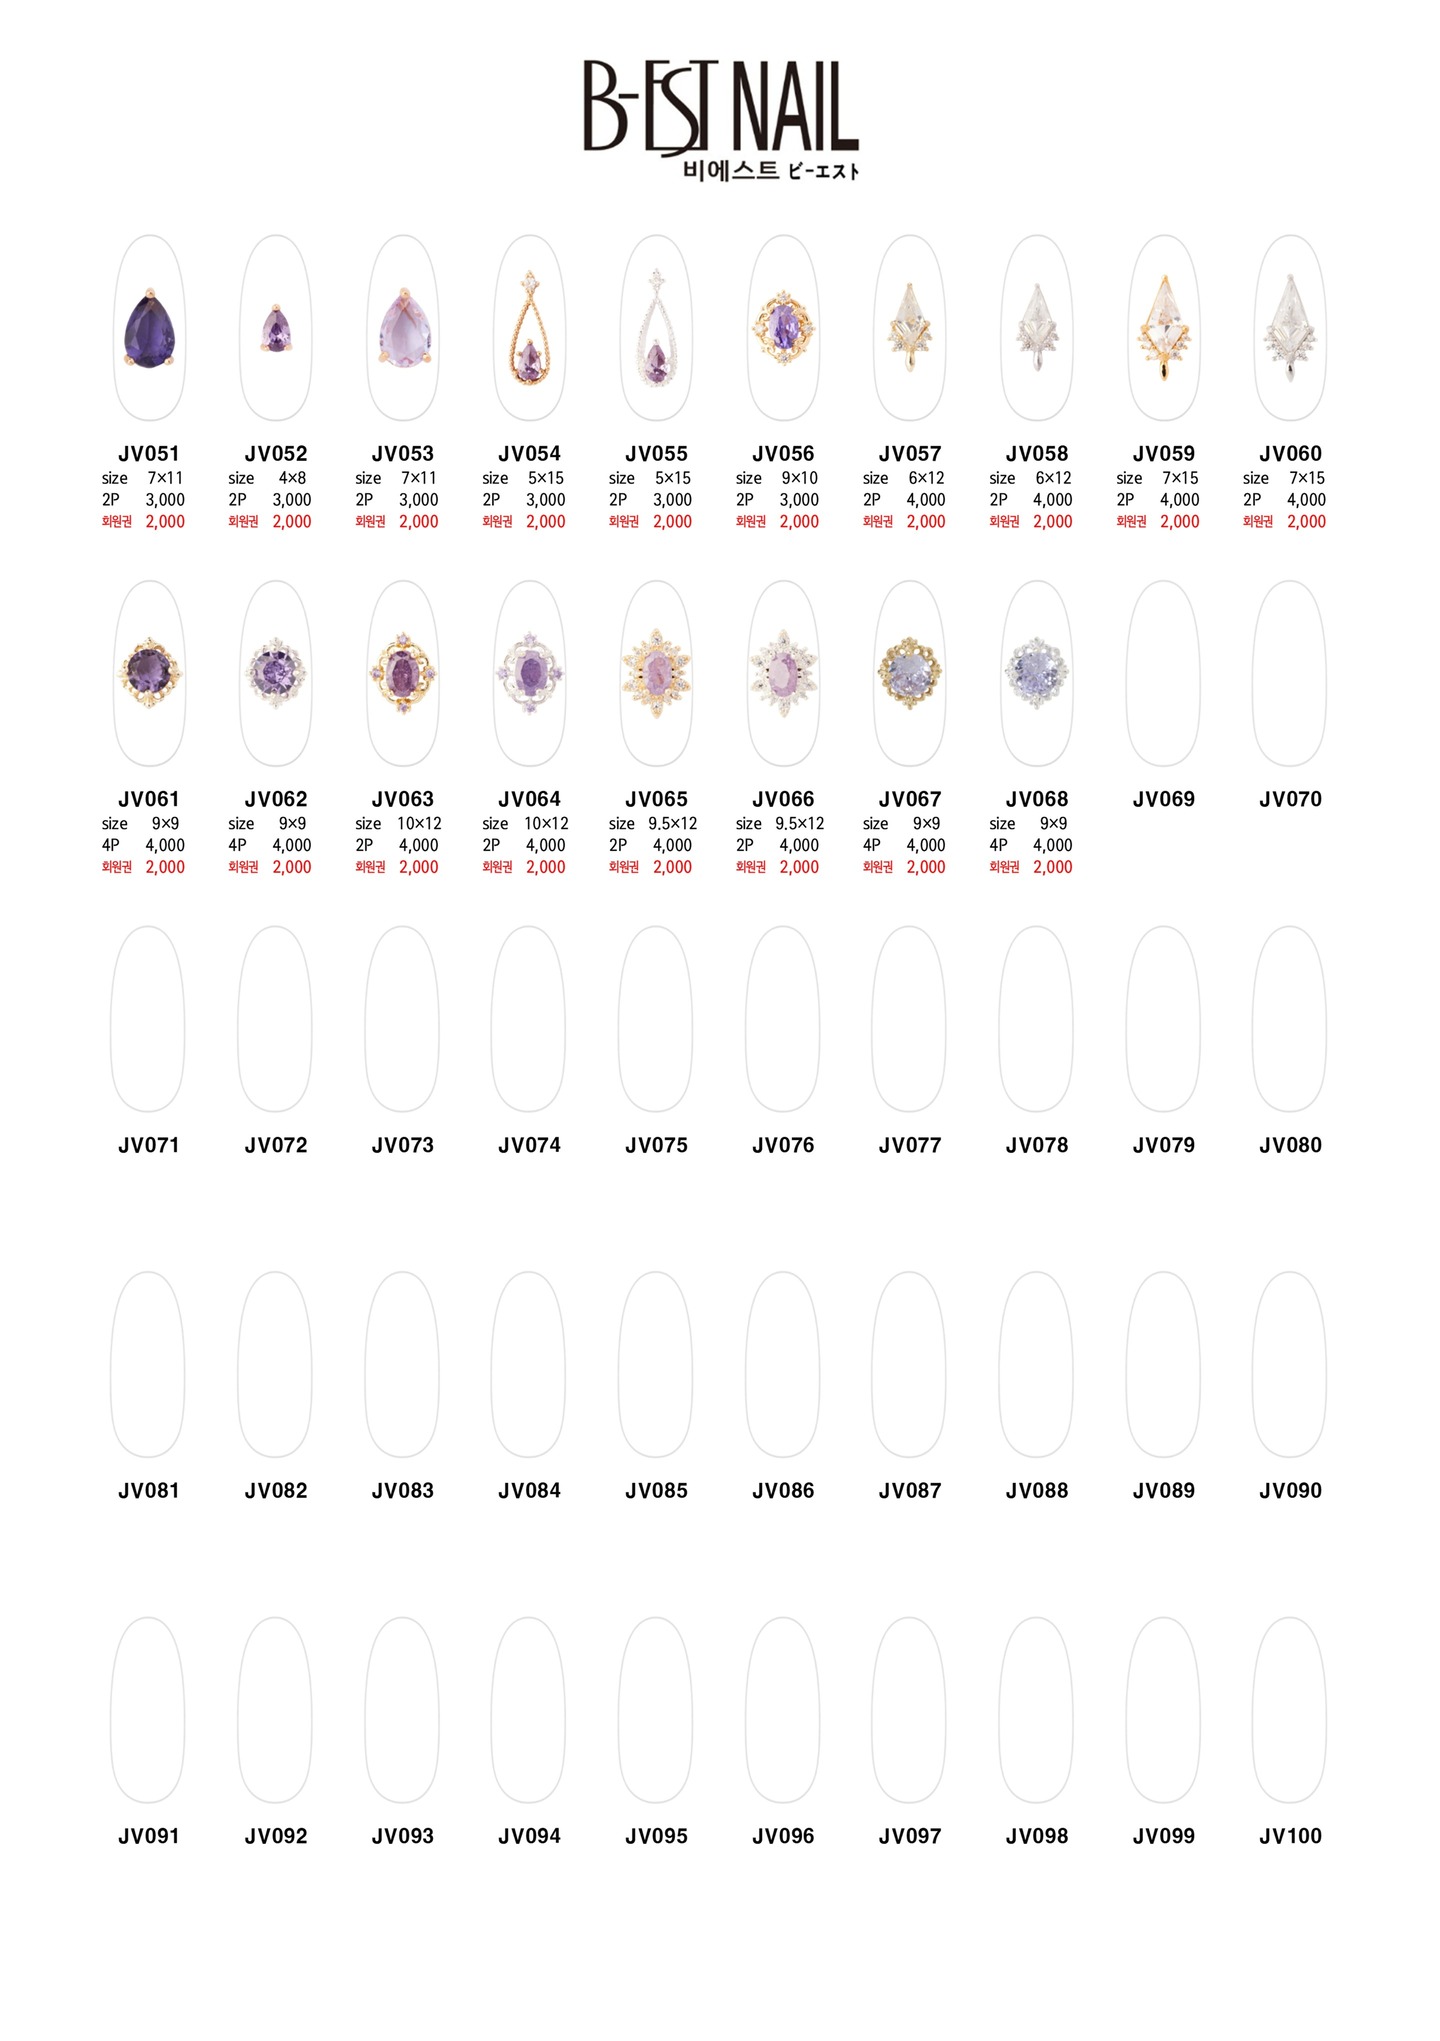 B-EST NAIL
비에스트 ビーエスト
JV051 JV052 JV053 JV054 JV055 JV056 JV057 JV058 JV059 JV060
size 7×11 size 4×8 size 7×11 size 5×15 size 5×15 size 9×10 size 6×12 size 6×12 size 7×15 size 7×15
2P 3,000 2P 3,000 2P 3,000 2P 3,000 2P 3,000 2P 3,000 2P 4,000 2P 4,000 2P 4,000 2P 4,000
회원권 2,000 회원권 2,000 회원권 2,000 회원권 2,000 회원권 2,000 회원권 2,000 회원권 2,000 회원권 2,000 회원권 2,000 회원권 2,000
JV061 JV062 JV063 JV064 JV065 JV066 JV067 JV068 JV069 JV070
size 9×9 size 9×9 size 10×12 size 10×12 size 9.5×12 size 9.5×12 size 9×9 size 9×9
4P 4,000 4P 4,000 2P 4,000 2P 4,000 2P 4,000 2P 4,000 4P 4,000 4P 4,000
회원권 2,000 회원권 2,000 회원권 2,000 회원권 2,000 회원권 2,000 회원권 2,000 회원권 2,000 회원권 2,000
JV071 JV072 JV073 JV074 JV075 JV076 JV077 JV078 JV079 JV080
JV081 JV082 JV083 JV084 JV085 JV086 JV087 JV088 JV089 JV090
JV091 JV092 JV093 JV094 JV095 JV096 JV097 JV098 JV099 JV100